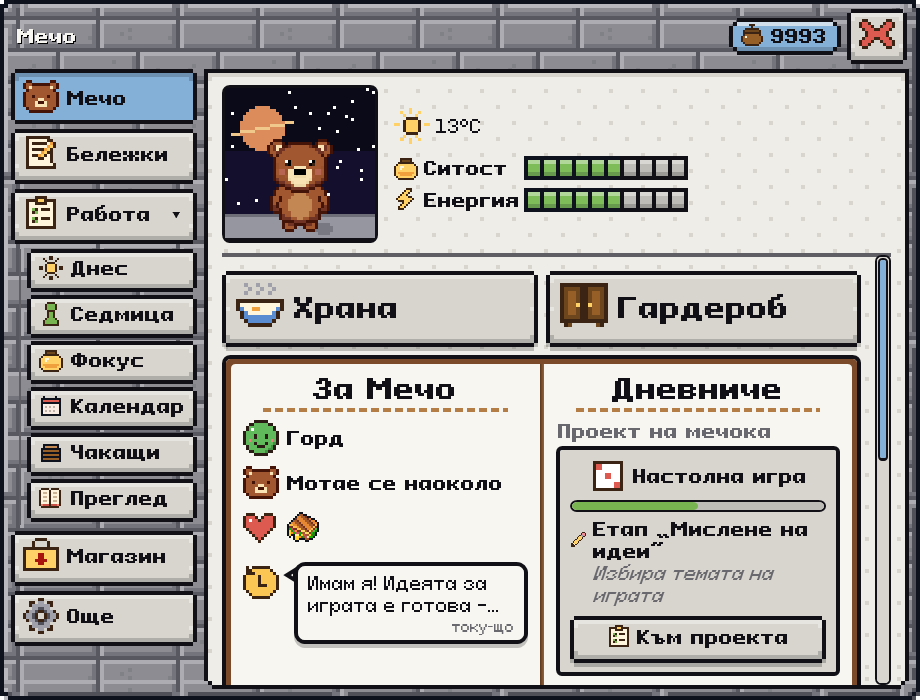 Мечо
9993
Мечо
Бележки
Работа
Днес
Седмица
Фокус
Календар
Чакащи
Преглед
Магазин
Още
13°C
Ситост
Енергия
Храна
Гардероб
За Мечо
Горд
Мотае се наоколо
Имам я! Идеята за
играта е готова –...
току-що
Дневниче
Проект на мечока
Настолна игра
Етап „Мислене на
идеи“
Избира темата на
играта
Към проекта